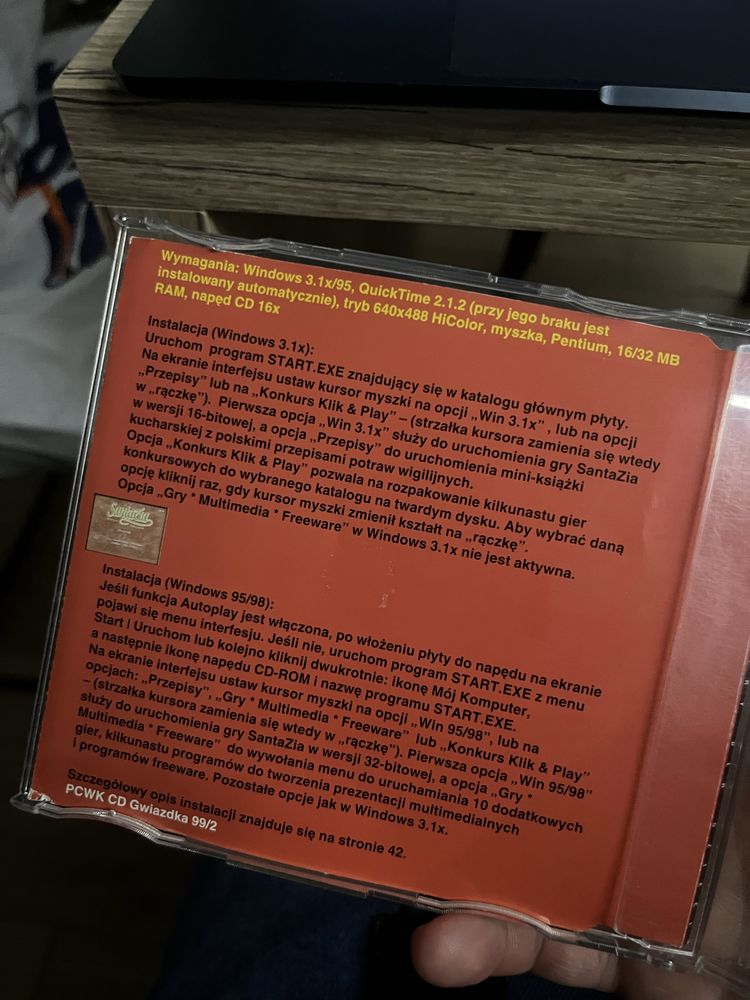 Wymagania: Windows 3.1x/95, QuickTime 2.1.2 (przy jego braku jest
instalowany automatycznie), tryb 640x488 HiColor, myszka, Pentium, 16/32 MB
RAM, napęd CD 16x
Instalacja (Windows 3.1x):
Uruchom program START.EXE znajdujący się w katalogu głównym płyty.
Na ekranie interfejsu ustaw kursor myszki na opcji „Win 3.1x” , lub na opcji
„Przepisy” lub na „Konkurs Klik & Play” – (strzałka kursora zamienia się wtedy
w „rączkę”). Pierwsza opcja „Win 3.1x” służy do uruchomienia gry SantaZia
w wersji 16-bitowej, a opcja „Przepisy” do uruchomienia mini-książki
kucharskiej z polskimi przepisami potraw wigilijnych.
Opcja „Konkurs Klik & Play” pozwala na rozpakowanie kilkunastu gier
konkursowych do wybranego katalogu na twardym dysku. Aby wybrać daną
opcję kliknij raz, gdy kursor myszki zmienił kształt na „rączkę”.
Opcja „Gry * Multimedia * Freeware” w Windows 3.1x nie jest aktywna.
SantaZia
Instalacja (Windows 95/98):
Jeśli funkcja Autoplay jest włączona, po włożeniu płyty do napędu na ekranie
pojawi się menu interfejsu. Jeśli nie, uruchom program START.EXE z menu
Start | Uruchom lub kolejno kliknij dwukrotnie: ikonę Mój Komputer,
a następnie ikonę napędu CD-ROM i nazwę programu START.EXE.
Na ekranie interfejsu ustaw kursor myszki na opcji „Win 95/98”, lub na
opcjach: „Przepisy”, „Gry * Multimedia * Freeware” lub „Konkurs Klik & Play”
– (strzałka kursora zamienia się wtedy w „rączkę”). Pierwsza opcja „Win 95/98”
służy do uruchomienia gry SantaZia w wersji 32-bitowej, a opcja „Gry *
Multimedia * Freeware” do wywołania menu do uruchamiania 10 dodatkowych
gier, kilkunastu programów do tworzenia prezentacji multimedialnych
i programów freeware. Pozostałe opcje jak w Windows 3.1x.
Szczegółowy opis instalacji znajduje się na stronie 42.
PCWK CD Gwiazdka 99/2